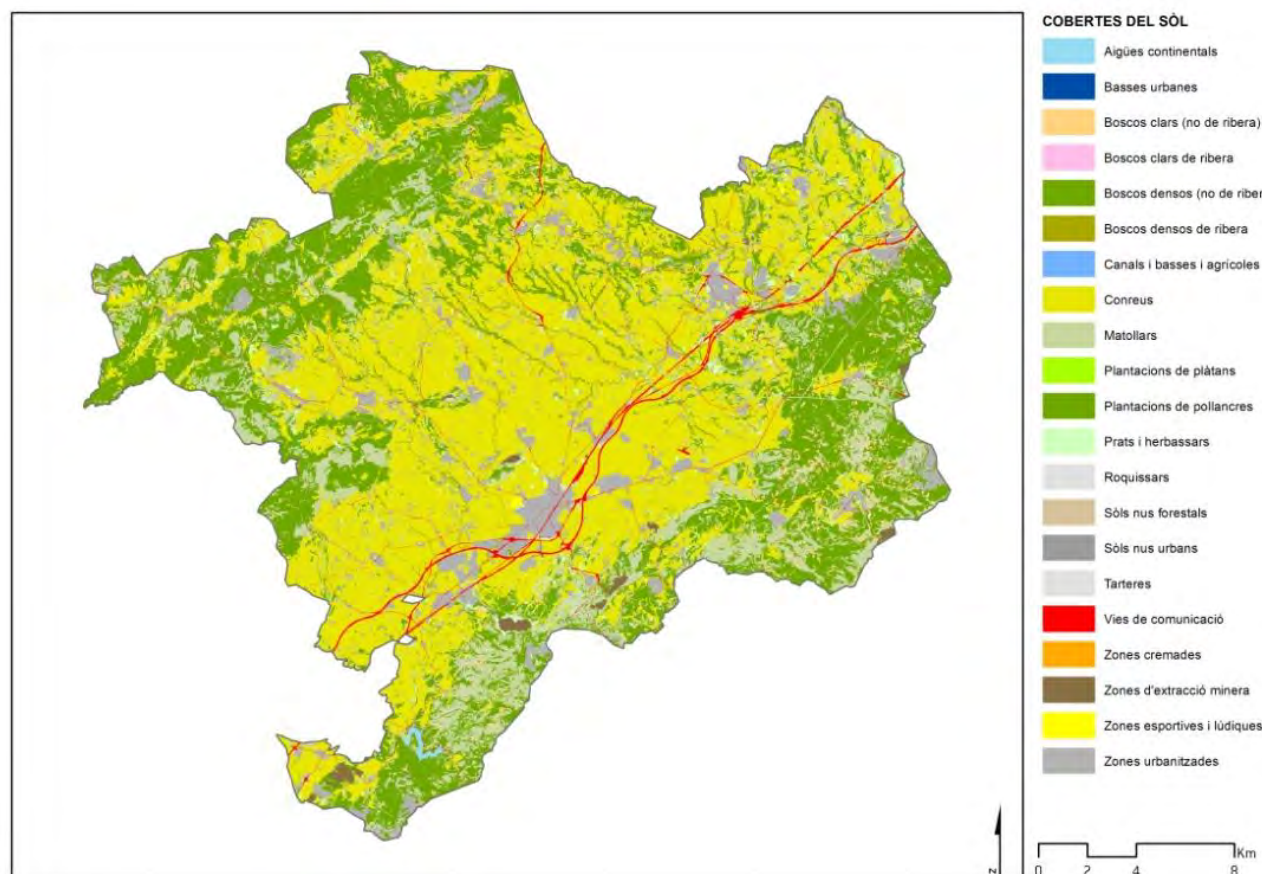 COBERTES DEL SÒL
Aigües continentals
Basses urbanes
Boscos clars (no de ribera)
Boscos clars de ribera
Boscos densos (no de riber
Boscos densos de ribera
Canals i basses i agrícoles
Conreus
Matollars
Plantacions de plàtans
Plantacions de pollancres
Prats i herbassars
Roquissars
Sòls nus forestals
Sòls nus urbans
Tarteres
Vies de comunicació
Zones cremades
Zones d'extracció minera
Zones esportives i lúdiques
Zones urbanitzades
Km
0 2 4 8
z